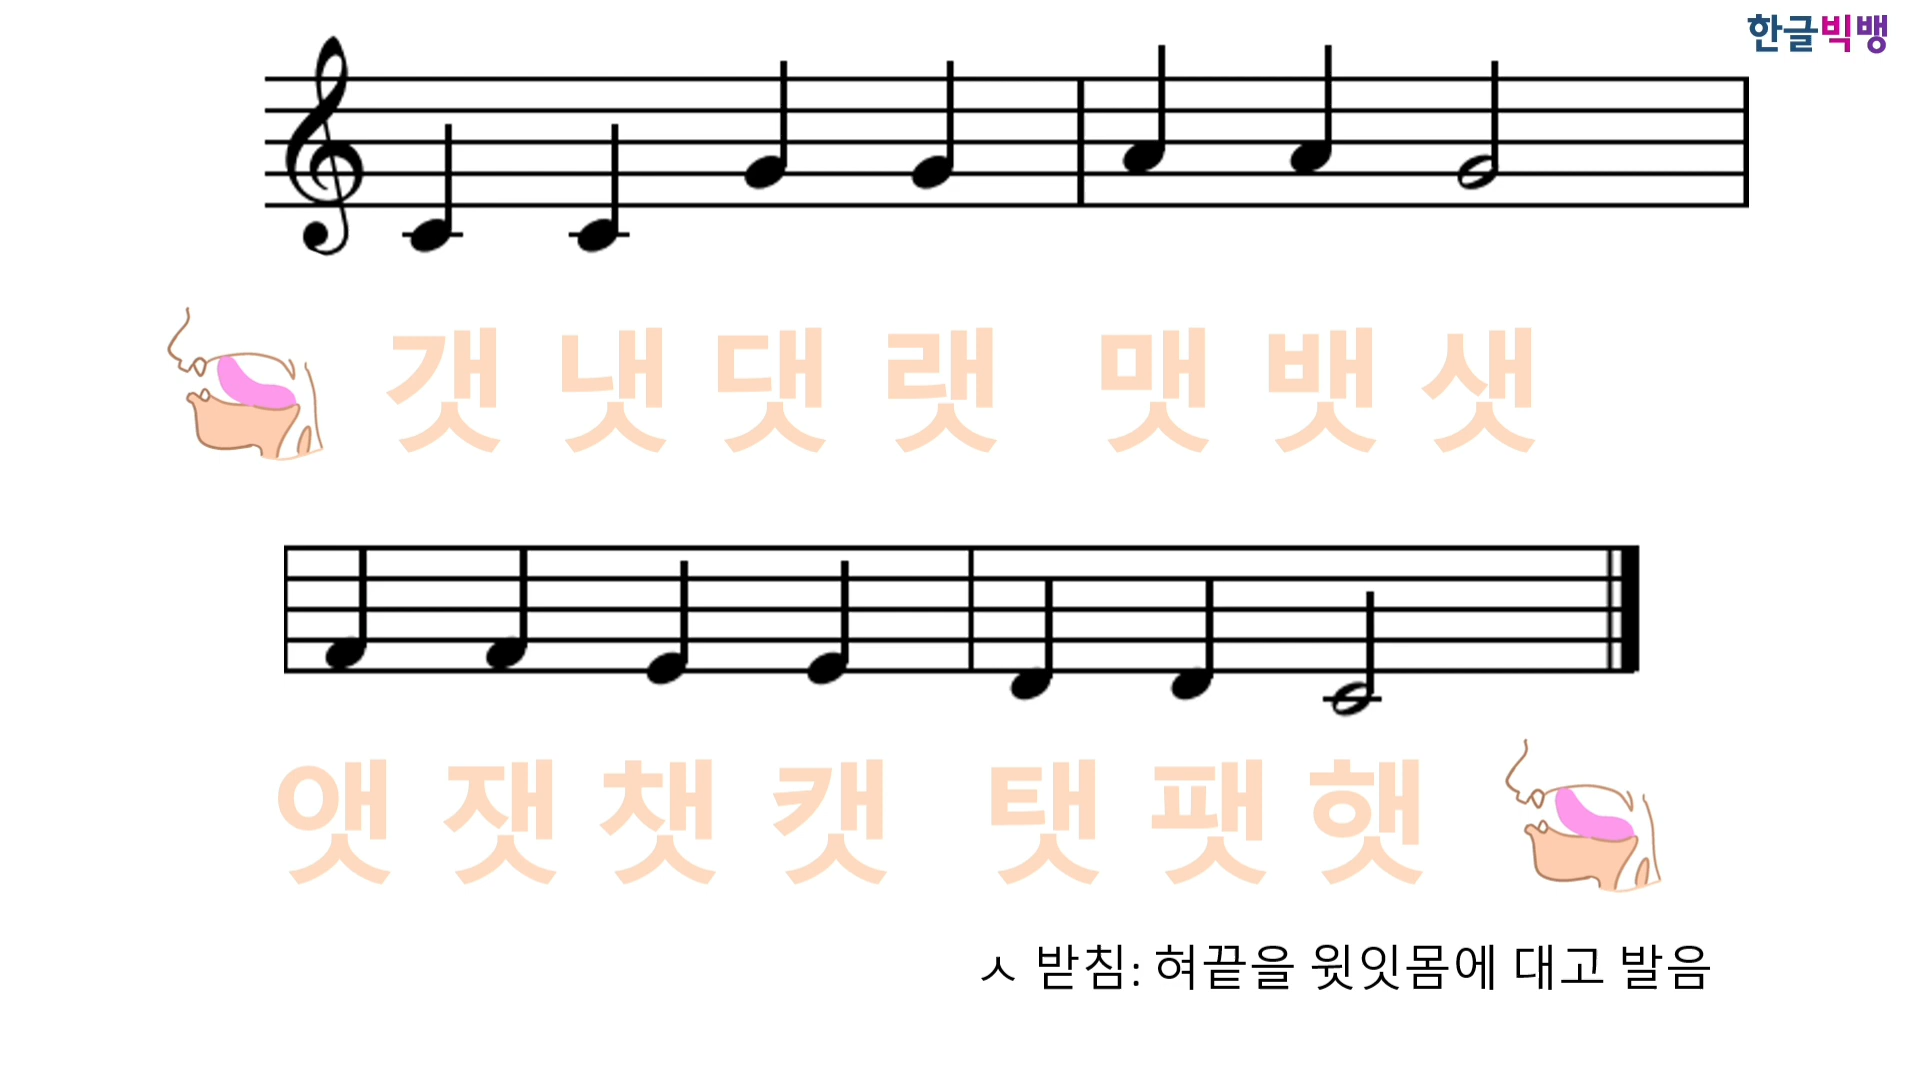 한글빅뱅
갯 냇 댓 랫 맷 뱃 샛
앳 잿 챗 캣 탯 팻 햇
ㅅ 받침: 혀끝을 윗잇몸에 대고 발음